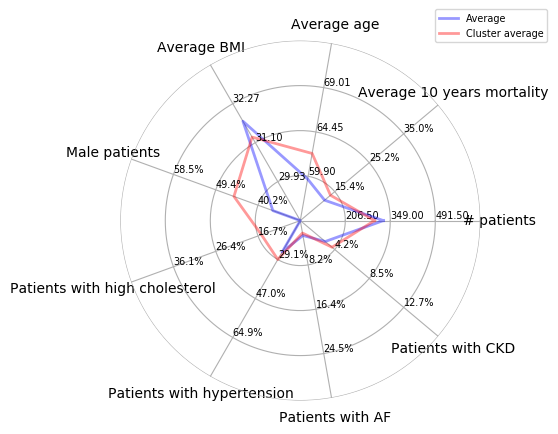 Average age
Average
Cluster average
Average BMI
Average 10 years mortality
69.01
32.27
35.0%
64.45
31.10
Male patients
25.2%
58.5%
59.90
29.93
49.4%
15.4%
40.2%
206.50
349.00
491.50
# patients
16.7%
4.2%
26.4%
29.1%
8.2%
36.1%
8.5%
Patients with high cholesterol
47.0%
16.4%
12.7%
64.9%
24.5%
Patients with CKD
Patients with hypertension
Patients with AF